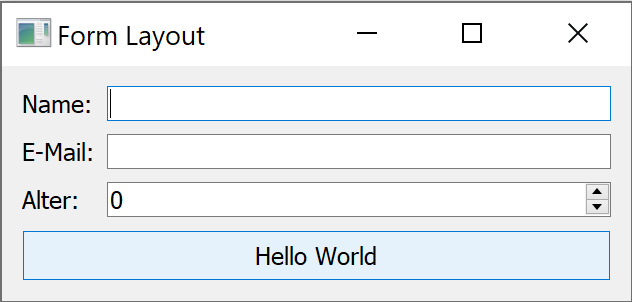 Form Layout
Name:
E-Mail:
Alter: 0
Hello World